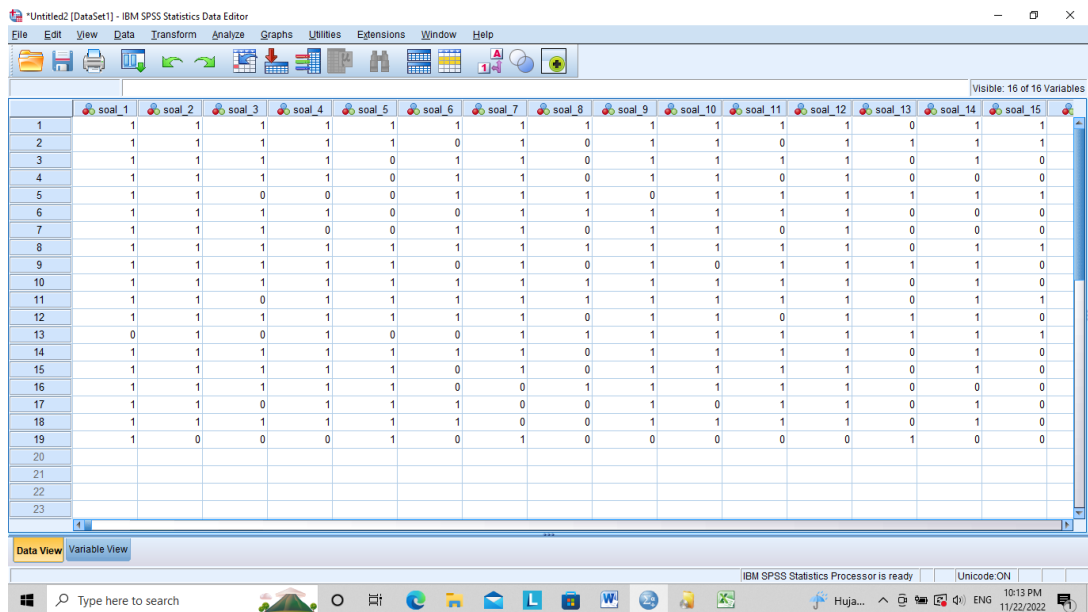 *Untitled2 [DataSet1] - IBM SPSS Statistics Data Editor
File Edit View Data Transform Analyze Graphs Utilities Extensions Window Help
Visible: 16 of 16 Variables
soal_1 soal_2 soal_3 soal_4 soal_5 soal_6 soal_7 soal_8 soal_9 soal_10 soal_11 soal_12 soal_13 soal_14 soal_15
1 1 1 1 1 1 1 1 1 1 1 1 1 0 1 1
2 1 1 1 1 1 0 1 0 1 1 0 1 1 1 1
3 1 1 1 1 0 1 1 0 1 1 1 1 0 1 0
4 1 1 1 1 0 1 1 0 1 1 0 1 0 0 0
5 1 1 0 0 0 1 1 1 0 1 1 1 1 1 1
6 1 1 1 1 0 0 1 1 1 1 1 1 0 0 0
7 1 1 1 0 0 1 1 0 1 1 0 1 0 0 0
8 1 1 1 1 1 1 1 1 1 1 1 1 0 1 1
9 1 1 1 1 1 0 1 0 1 0 1 1 1 1 0
10 1 1 1 1 1 1 1 1 1 1 1 1 0 1 0
11 1 1 0 1 1 1 1 1 1 1 1 1 0 1 1
12 1 1 1 1 1 1 1 0 1 1 0 1 1 1 0
13 0 1 0 1 0 0 1 1 1 1 1 1 1 1 1
14 1 1 1 1 1 1 1 0 1 1 1 1 0 1 0
15 1 1 1 1 1 0 1 0 1 1 1 1 0 1 0
16 1 1 1 1 1 0 0 1 1 1 1 1 0 0 0
17 1 1 0 1 1 1 0 0 1 0 1 1 0 1 0
18 1 1 1 1 1 1 0 0 1 1 1 1 0 1 0
19 1 0 0 0 1 0 1 0 0 0 0 0 1 0 0
20
21
22
23
Data View Variable View
IBM SPSS Statistics Processor is ready Unicode:ON
Type here to search
Huja... ENG 10:13 PM
11/22/2022